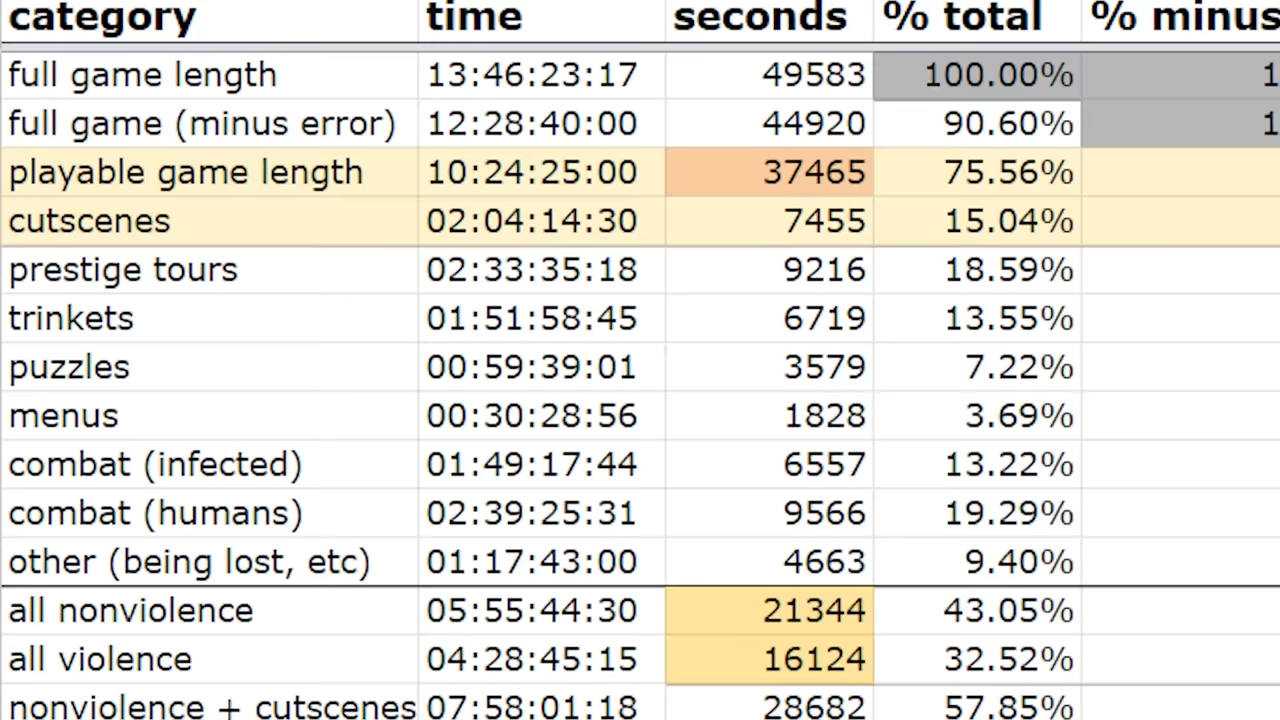 category time seconds % total % minus
full game length 13:46:23:17 49583 100.00% 1
full game (minus error) 12:28:40:00 44920 90.60% 1
playable game length 10:24:25:00 37465 75.56%
cutscenes 02:04:14:30 7455 15.04%
prestige tours 02:33:35:18 9216 18.59%
trinkets 01:51:58:45 6719 13.55%
puzzles 00:59:39:01 3579 7.22%
menus 00:30:28:56 1828 3.69%
combat (infected) 01:49:17:44 6557 13.22%
combat (humans) 02:39:25:31 9566 19.29%
other (being lost, etc) 01:17:43:00 4663 9.40%
all nonviolence 05:55:44:30 21344 43.05%
all violence 04:28:45:15 16124 32.52%
nonviolence + cutscenes 07:58:01:18 28682 57.85%